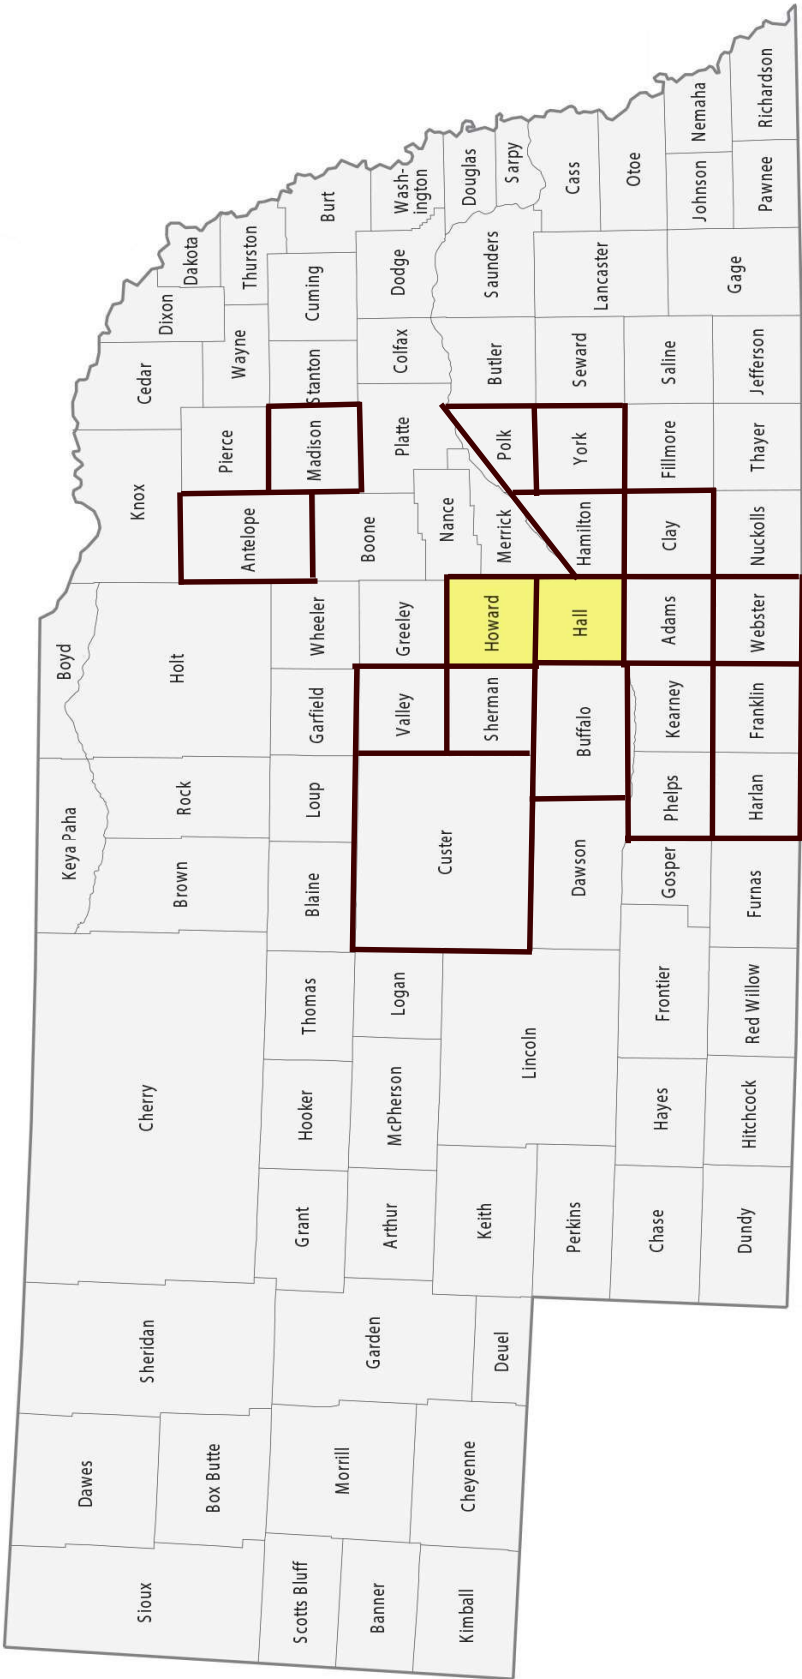 Richardson
Nemaha
Pawnee
Johnson
Otoe
Cass
Sarpy
Douglas
Wash-
ington
Burt
Thurston
Dakota
Dixon
Gage
Lancaster
Saunders
Dodge
Cuming
Wayne
Cedar
Jefferson
Saline
Seward
Butler
Colfax
Stanton
Pierce
Thayer
Fillmore
York
Polk
Platte
Madison
Knox
Nuckolls
Clay
Hamilton
Merrick
Nance
Boone
Antelope
Webster
Adams
Hall
Howard
Greeley
Wheeler
Holt
Boyd
Franklin
Kearney
Buffalo
Sherman
Valley
Garfield
Harlan
Phelps
Dawson
Custer
Loup
Rock
Keya Paha
Furnas
Gosper
Blaine
Brown
Red Willow
Frontier
Lincoln
Logan
Thomas
Cherry
Hitchcock
Hayes
McPherson
Hooker
Dundy
Chase
Perkins
Keith
Arthur
Grant
Deuel
Garden
Sheridan
Cheyenne
Morrill
Box Butte
Dawes
Kimball
Banner
Scotts Bluff
Sioux